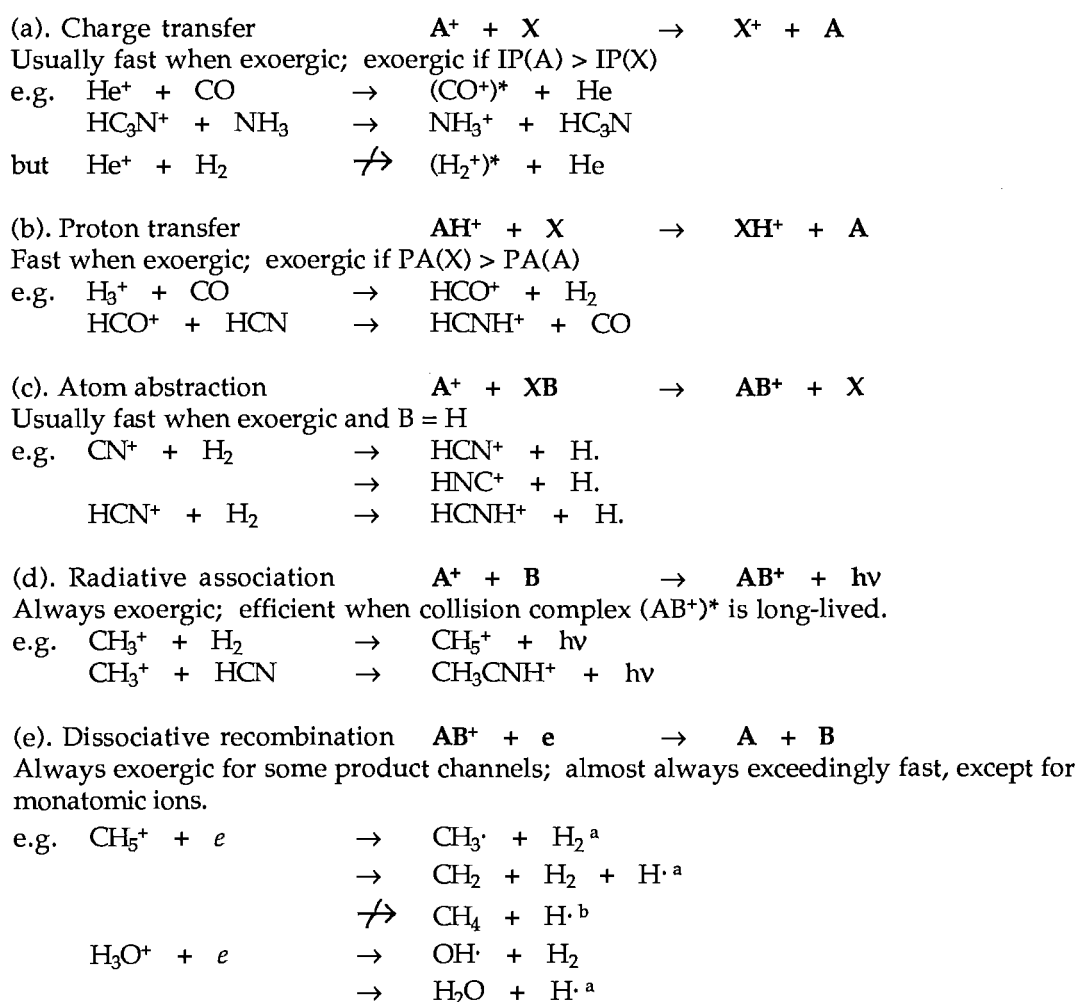 (a). Charge transfer A⁺ + X → X⁺ + A
Usually fast when exoergic; exoergic if IP(A) > IP(X)
e.g. He⁺ + CO → (CO⁺)* + He
HC₃N⁺ + NH₃ → NH₃⁺ + HC₃N
but He⁺ + H₂ ↛ (H₂⁺)* + He
(b). Proton transfer AH⁺ + X → XH⁺ + A
Fast when exoergic; exoergic if PA(X) > PA(A)
e.g. H₃⁺ + CO → HCO⁺ + H₂
HCO⁺ + HCN → HCNH⁺ + CO
(c). Atom abstraction A⁺ + XB → AB⁺ + X
Usually fast when exoergic and B = H
e.g. CN⁺ + H₂ → HCN⁺ + H.
→ HNC⁺ + H.
HCN⁺ + H₂ → HCNH⁺ + H.
(d). Radiative association A⁺ + B → AB⁺ + hν
Always exoergic; efficient when collision complex (AB⁺)* is long-lived.
e.g. CH₃⁺ + H₂ → CH₅⁺ + hν
CH₃⁺ + HCN → CH₃CNH⁺ + hν
(e). Dissociative recombination AB⁺ + e → A + B
Always exoergic for some product channels; almost always exceedingly fast, except for
monatomic ions.
e.g. CH₅⁺ + e → CH₃· + H₂ ᵃ
→ CH₂ + H₂ + H· ᵃ
↛ CH₄ + H· ᵇ
H₃O⁺ + e → OH· + H₂
→ H₂O + H· ᵃ